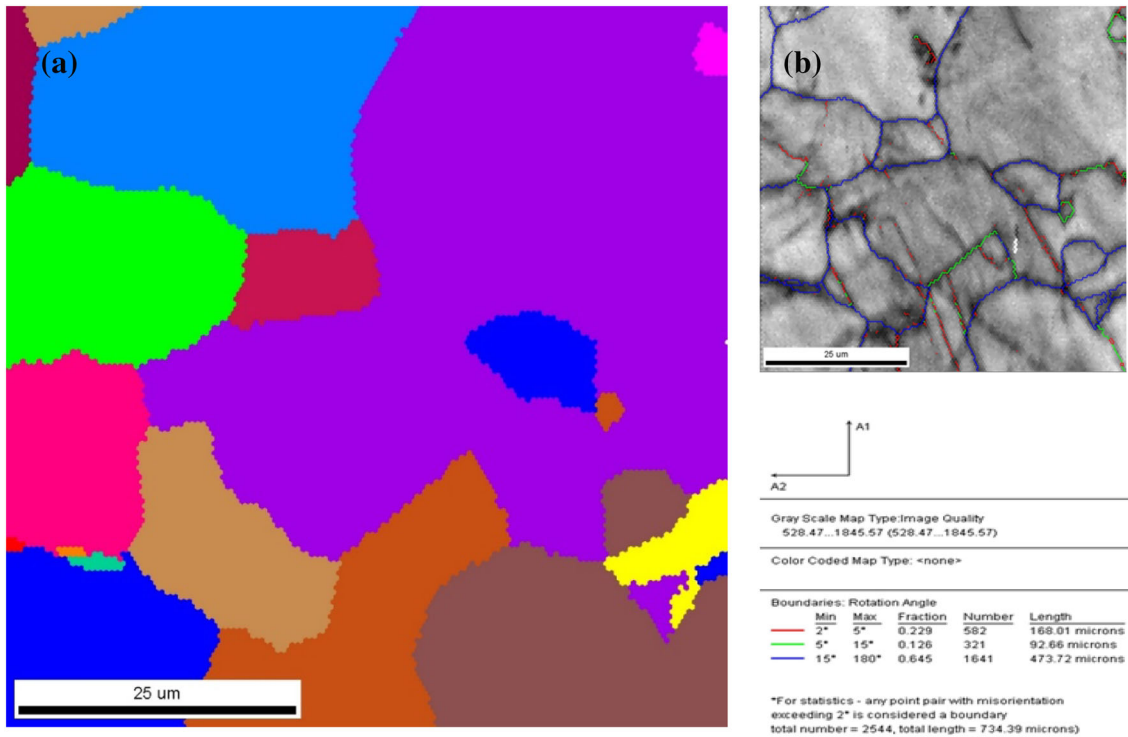 (a)
25 um
(b)
25 um
A1
A2
Gray Scale Map Type:Image Quality
528.47...1845.57 (528.47...1845.57)
Color Coded Map Type: <none>
Boundaries: Rotation Angle
Min Max Fraction Number Length
2° 5° 0.229 582 168.01 microns
5° 15° 0.126 321 92.66 microns
15° 180° 0.645 1641 473.72 microns
*For statistics - any point pair with misorientation
exceeding 2° is considered a boundary
total number = 2544, total length = 734.39 microns)